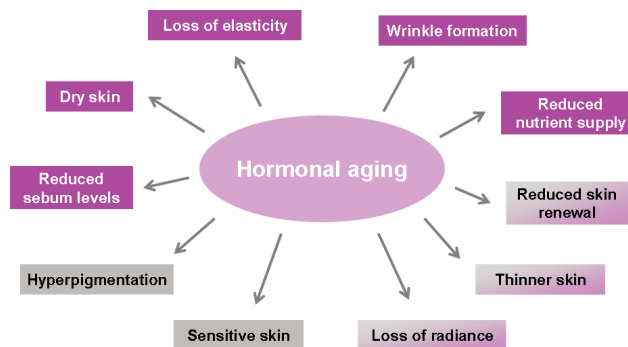 Loss of elasticity
Wrinkle formation
Dry skin
Reduced
nutrient supply
Hormonal aging
Reduced
sebum levels
Reduced skin
renewal
Hyperpigmentation
Thinner skin
Sensitive skin
Loss of radiance